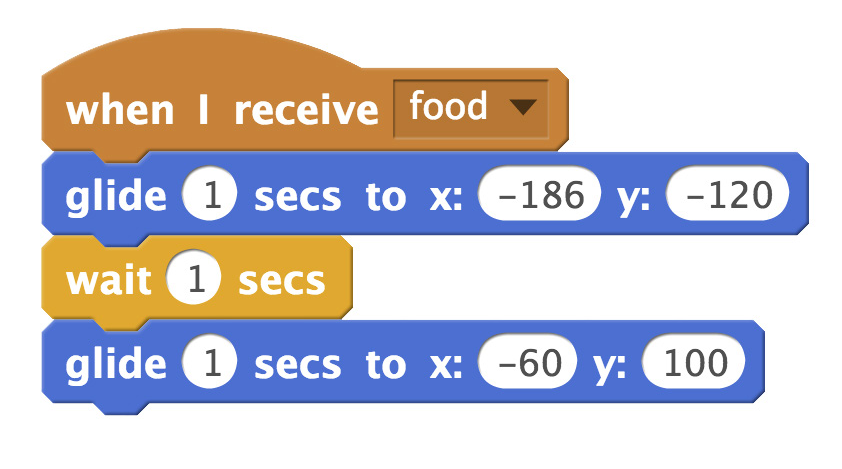 when I receive food
glide 1 secs to x: -186 y: -120
wait 1 secs
glide 1 secs to x: -60 y: 100